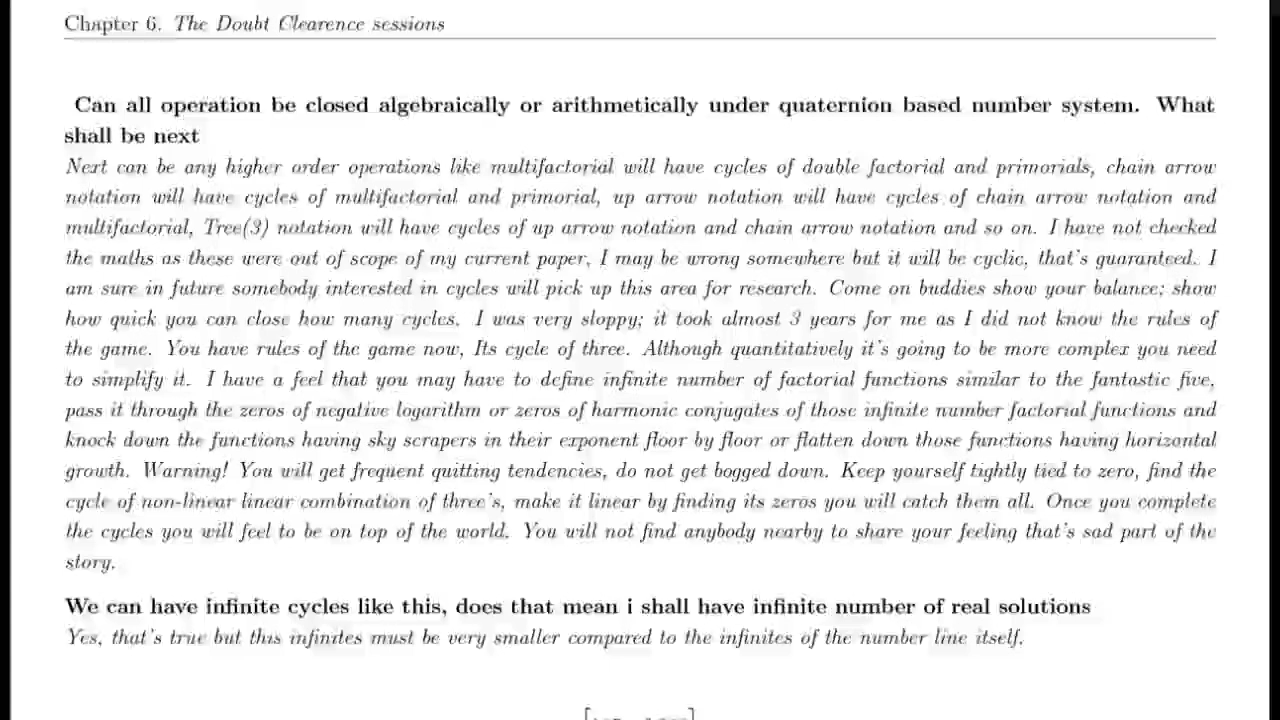 Chapter 6. The Doubt Clearence sessions
Can all operation be closed algebraically or arithmetically under quaternion based number system. What
shall be next
Next can be any higher order operations like multifactorial will have cycles of double factorial and primorials, chain arrow
notation will have cycles of multifactorial and primorial, up arrow notation will have cycles of chain arrow notation and
multifactorial, Tree(3) notation will have cycles of up arrow notation and chain arrow notation and so on. I have not checked
the maths as these were out of scope of my current paper, I may be wrong somewhere but it will be cyclic, that's guaranteed. I
am sure in future somebody interested in cycles will pick up this area for research. Come on buddies show your balance; show
how quick you can close how many cycles. I was very sloppy; it took almost 3 years for me as I did not know the rules of
the game. You have rules of the game now, Its cycle of three. Although quantitatively it's going to be more complex you need
to simplify it. I have a feel that you may have to define infinite number of factorial functions similar to the fantastic five,
pass it through the zeros of negative logarithm or zeros of harmonic conjugates of those infinite number factorial functions and
knock down the functions having sky scrapers in their exponent floor by floor or flatten down those functions having horizontal
growth. Warning! You will get frequent quitting tendencies, do not get bogged down. Keep yourself tightly tied to zero, find the
cycle of non-linear linear combination of three's, make it linear by finding its zeros you will catch them all. Once you complete
the cycles you will feel to be on top of the world. You will not find anybody nearby to share your feeling that's sad part of the
story.
We can have infinite cycles like this, does that mean i shall have infinite number of real solutions
Yes, that's true but this infinites must be very smaller compared to the infinites of the number line itself.